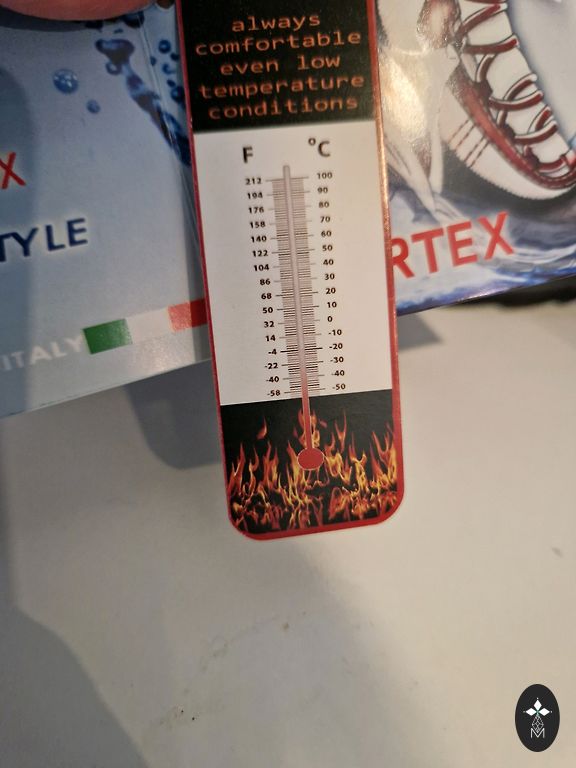 always
comfortable
even low
temperature
conditions
F °C
212 100
194 90
176 80
158 70
140 60
122 50
104 40
86 30
68 20
50 10
32 0
14 -10
-4 -20
-22 -30
-40 -40
-58 -50
X
TYLE
ITALY
RTEX
M